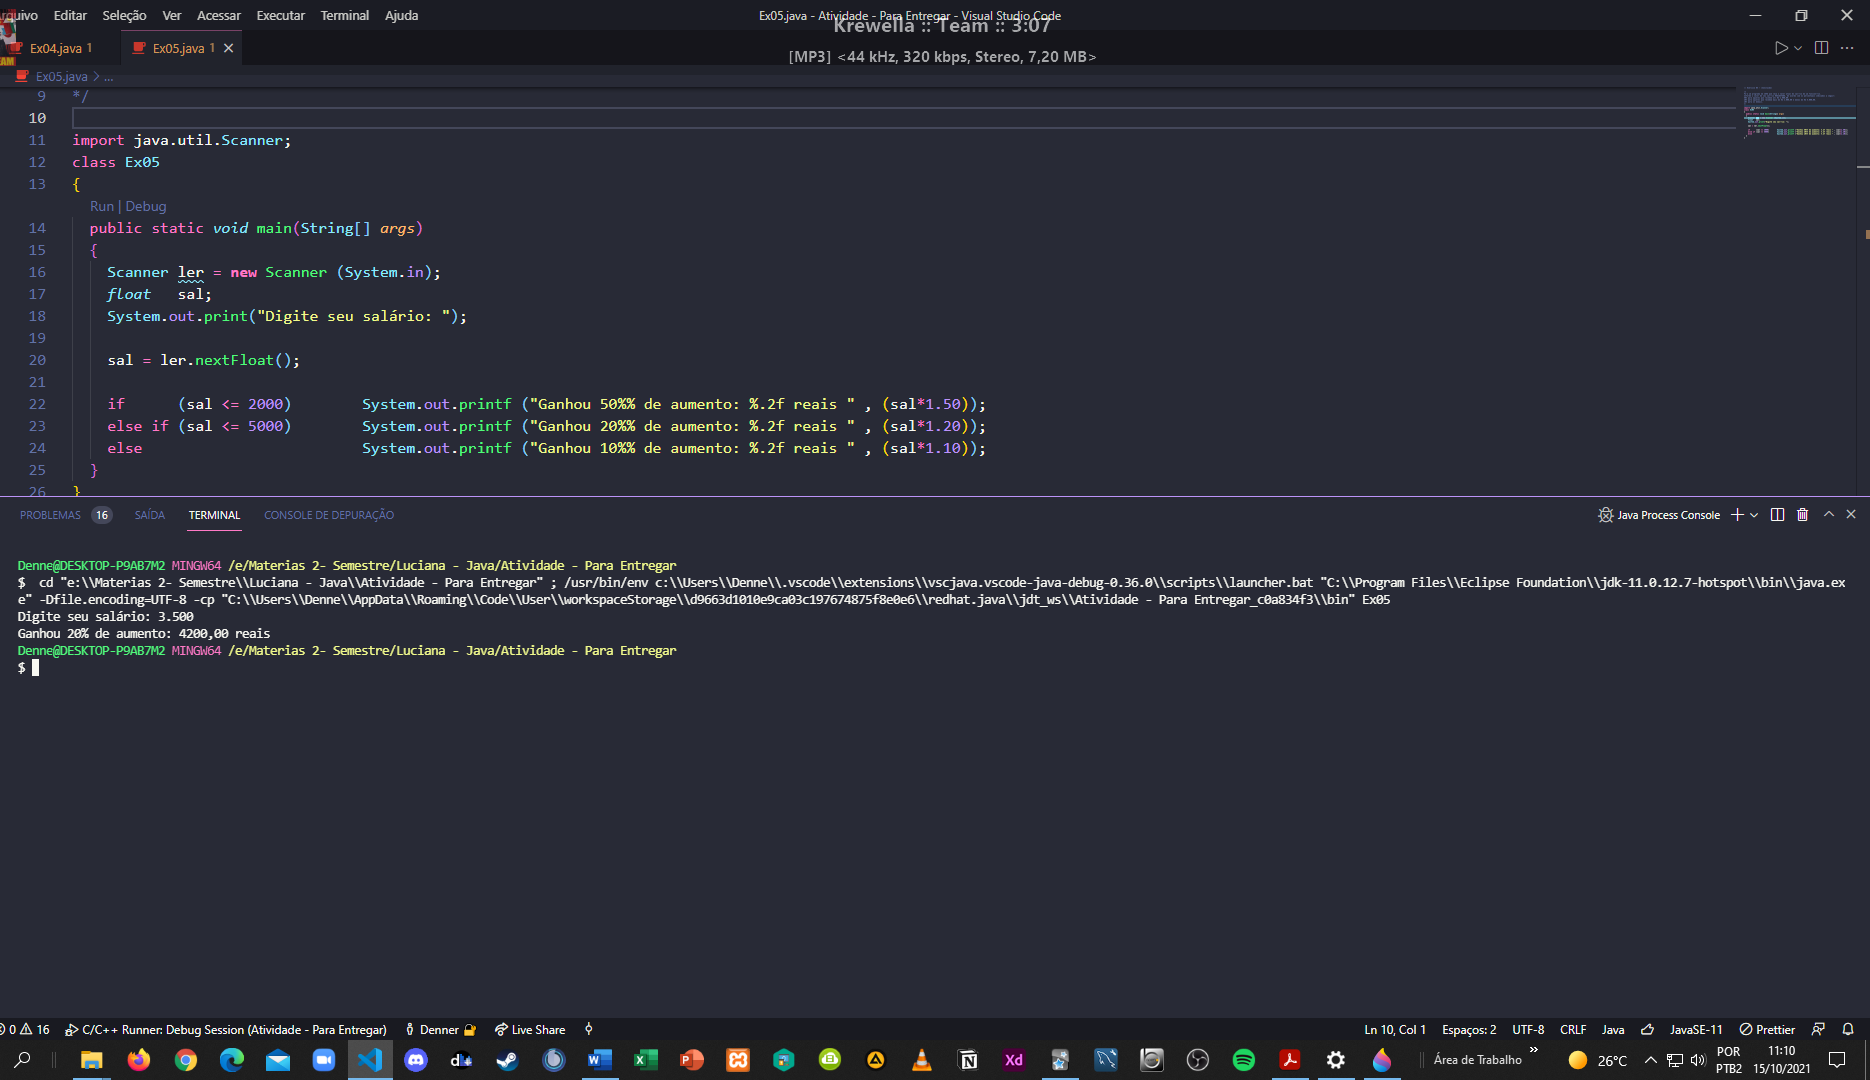 rquivo Editar Seleção Ver Acessar Executar Terminal Ajuda
Ex05.java - Atividade - Para Entregar - Visual Studio Code
Krewella :: Team :: 3:07
[MP3] <44 kHz, 320 kbps, Stereo, 7,20 MB>
Ex04.java 1
Ex05.java 1
Ex05.java > ...
9 */
10
11 import java.util.Scanner;
12 class Ex05
13 {
Run | Debug
14 public static void main(String[] args)
15 {
16 Scanner ler = new Scanner (System.in);
17 float sal;
18 System.out.print("Digite seu salário: ");
19
20 sal = ler.nextFloat();
21
22 if (sal <= 2000) System.out.printf ("Ganhou 50%% de aumento: %.2f reais " , (sal*1.50));
23 else if (sal <= 5000) System.out.printf ("Ganhou 20%% de aumento: %.2f reais " , (sal*1.20));
24 else System.out.printf ("Ganhou 10%% de aumento: %.2f reais " , (sal*1.10));
25 }
26 }
PROBLEMAS 16 SAÍDA TERMINAL CONSOLE DE DEPURAÇÃO
Java Process Console
Denne@DESKTOP-P9AB7M2 MINGW64 /e/Materias 2- Semestre/Luciana - Java/Atividade - Para Entregar
$ cd "e:\\Materias 2- Semestre\\Luciana - Java\\Atividade - Para Entregar" ; /usr/bin/env c:\\Users\\Denne\\.vscode\\extensions\\vscjava.vscode-java-debug-0.36.0\\scripts\\launcher.bat "C:\\Program Files\\Eclipse Foundation\\jdk-11.0.12.7-hotspot\\bin\\java.ex
e" -Dfile.encoding=UTF-8 -cp "C:\\Users\\Denne\\AppData\\Roaming\\Code\\User\\workspaceStorage\\d9663d1010e9ca03c197674875f8e0e6\\redhat.java\\jdt_ws\\Atividade - Para Entregar_c0a834f3\\bin" Ex05
Digite seu salário: 3.500
Ganhou 20% de aumento: 4200,00 reais
Denne@DESKTOP-P9AB7M2 MINGW64 /e/Materias 2- Semestre/Luciana - Java/Atividade - Para Entregar
$
0 16 C/C++ Runner: Debug Session (Atividade - Para Entregar) Denner Live Share
Ln 10, Col 1 Espaços: 2 UTF-8 CRLF Java JavaSE-11 Prettier
Área de Trabalho 26°C
POR
PTB2
11:10
15/10/2021